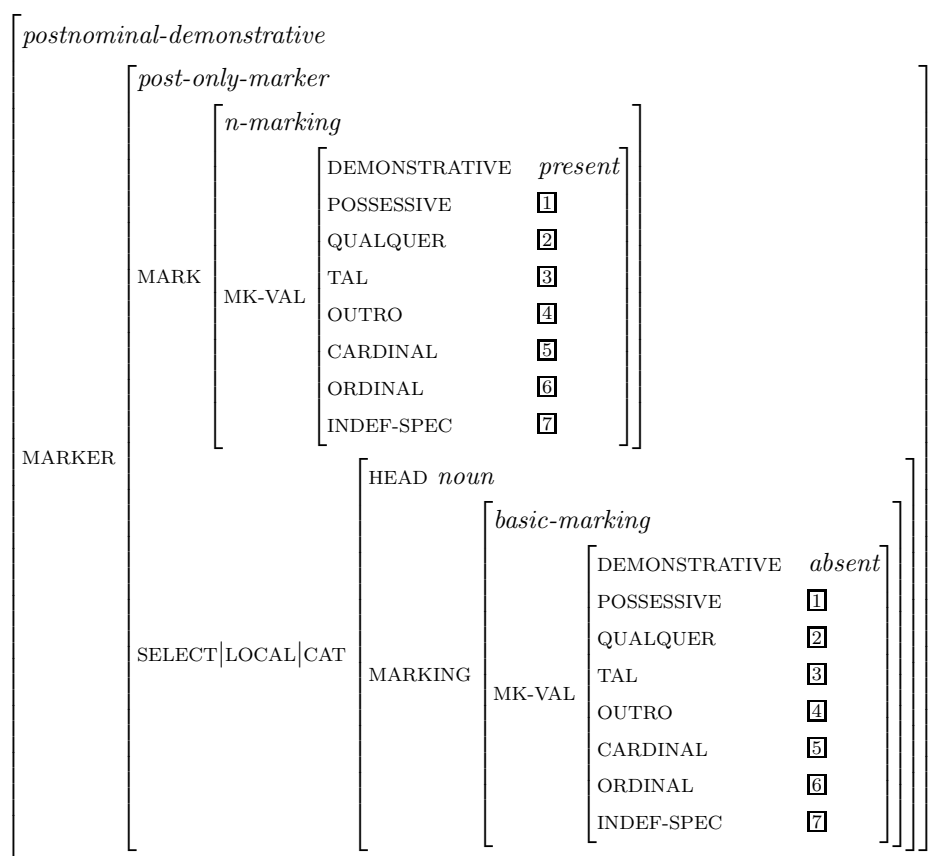 postnominal-demonstrative
post-only-marker
n-marking
DEMONSTRATIVE present
POSSESSIVE 1
QUALQUER 2
MARK TAL 3
MK-VAL
OUTRO 4
CARDINAL 5
ORDINAL 6
INDEF-SPEC 7
MARKER
HEAD noun
basic-marking
DEMONSTRATIVE absent
POSSESSIVE 1
QUALQUER 2
SELECT|LOCAL|CAT
MARKING TAL 3
MK-VAL
OUTRO 4
CARDINAL 5
ORDINAL 6
INDEF-SPEC 7